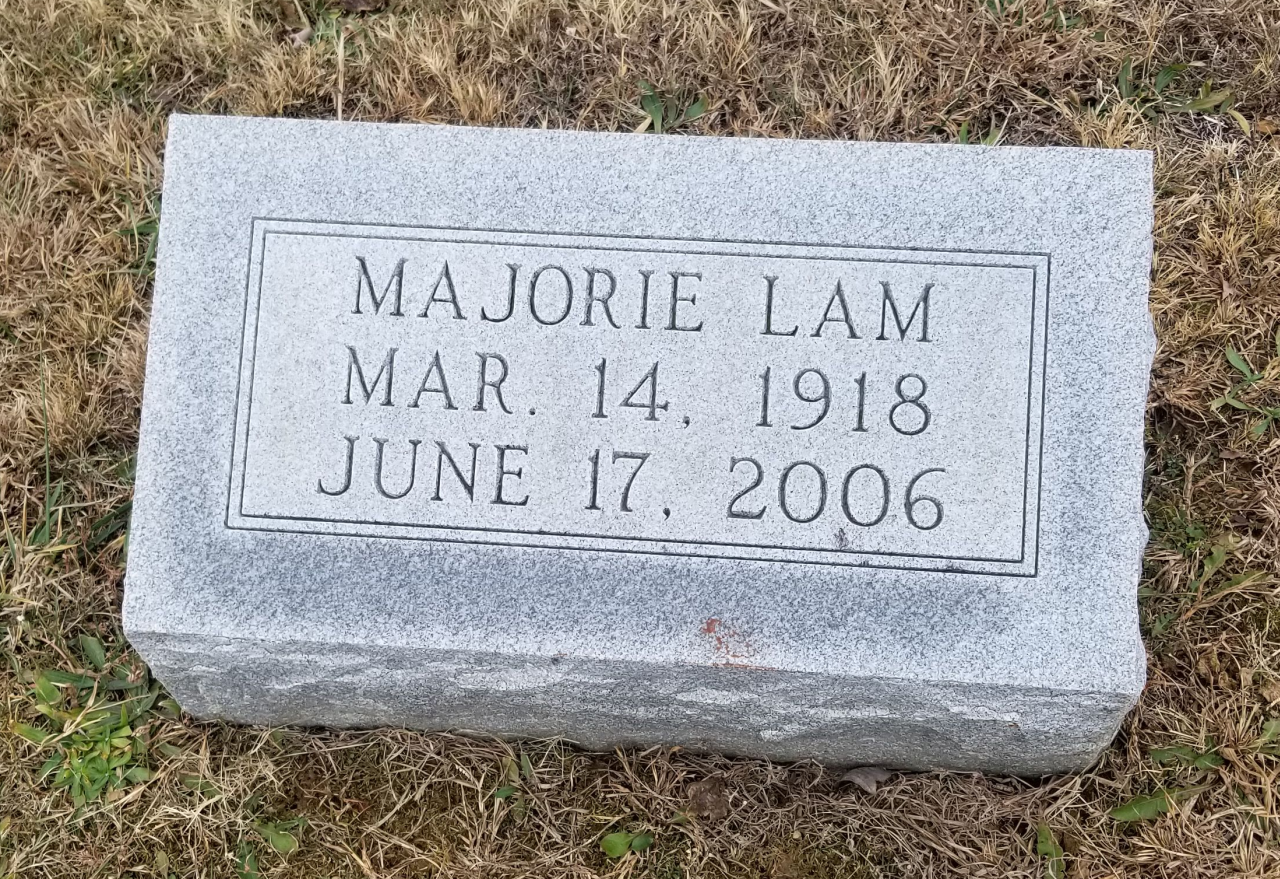 MAJORIE LAM
MAR. 14, 1918
JUNE 17, 2006